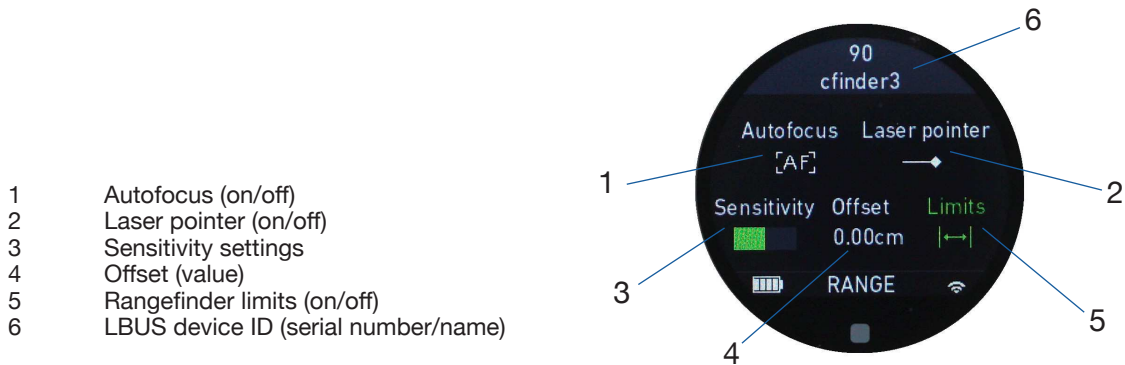 6
90
cfinder3
Autofocus Laser pointer
[AF]
1
2
1 Autofocus (on/off)
2 Laser pointer (on/off)
3 Sensitivity settings
4 Offset (value)
5 Rangefinder limits (on/off)
6 LBUS device ID (serial number/name)
Sensitivity Offset Limits
0.00cm
3
RANGE
5
4